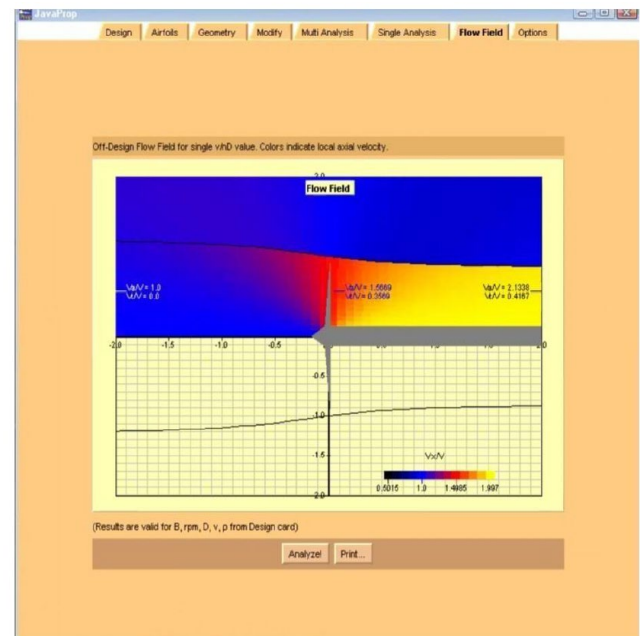 JavaProp
Design Airfoils Geometry Modify Multi Analysis Single Analysis Flow Field Options
Off-Design Flow Field for single v/nD value. Colors indicate local axial velocity.
2.0
Flow Field
Va/V= 1.0
Vt/V= 0.0
Va/V= 1.5669
Vt/V= 0.3569
Va/V= 2.1338
Vt/V= 0.4167
-2.0 -1.5 -1.0 -0.5
-0.5
-1.0
-1.5
-2.0
Vx/V
0.5015 1.0 1.4985 1.997
(Results are valid for B, rpm, D, v, ρ from Design card)
Analyze! Print...